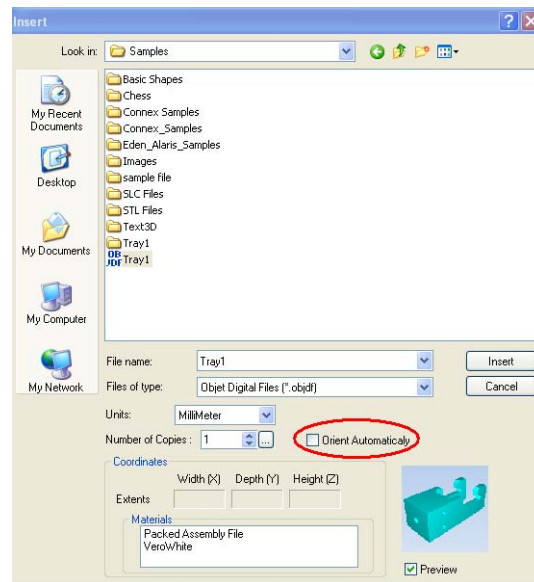 Insert
Look in: Samples
My Recent Documents
Desktop
My Documents
My Computer
My Network
Basic Shapes
Chess
Connex Samples
Connex_Samples
Eden_Alaris_Samples
Images
sample file
SLC Files
STL Files
Text3D
Tray1
OB JDF Tray1
File name: Tray1 Insert
Files of type: Objet Digital Files (*.objdf) Cancel
Units: MilliMeter
Number of Copies : 1 ... Orient Automaticaly
Coordinates
Width (X) Depth (Y) Height (Z)
Extents
Materials
Packed Assembly File
VeroWhite
Preview